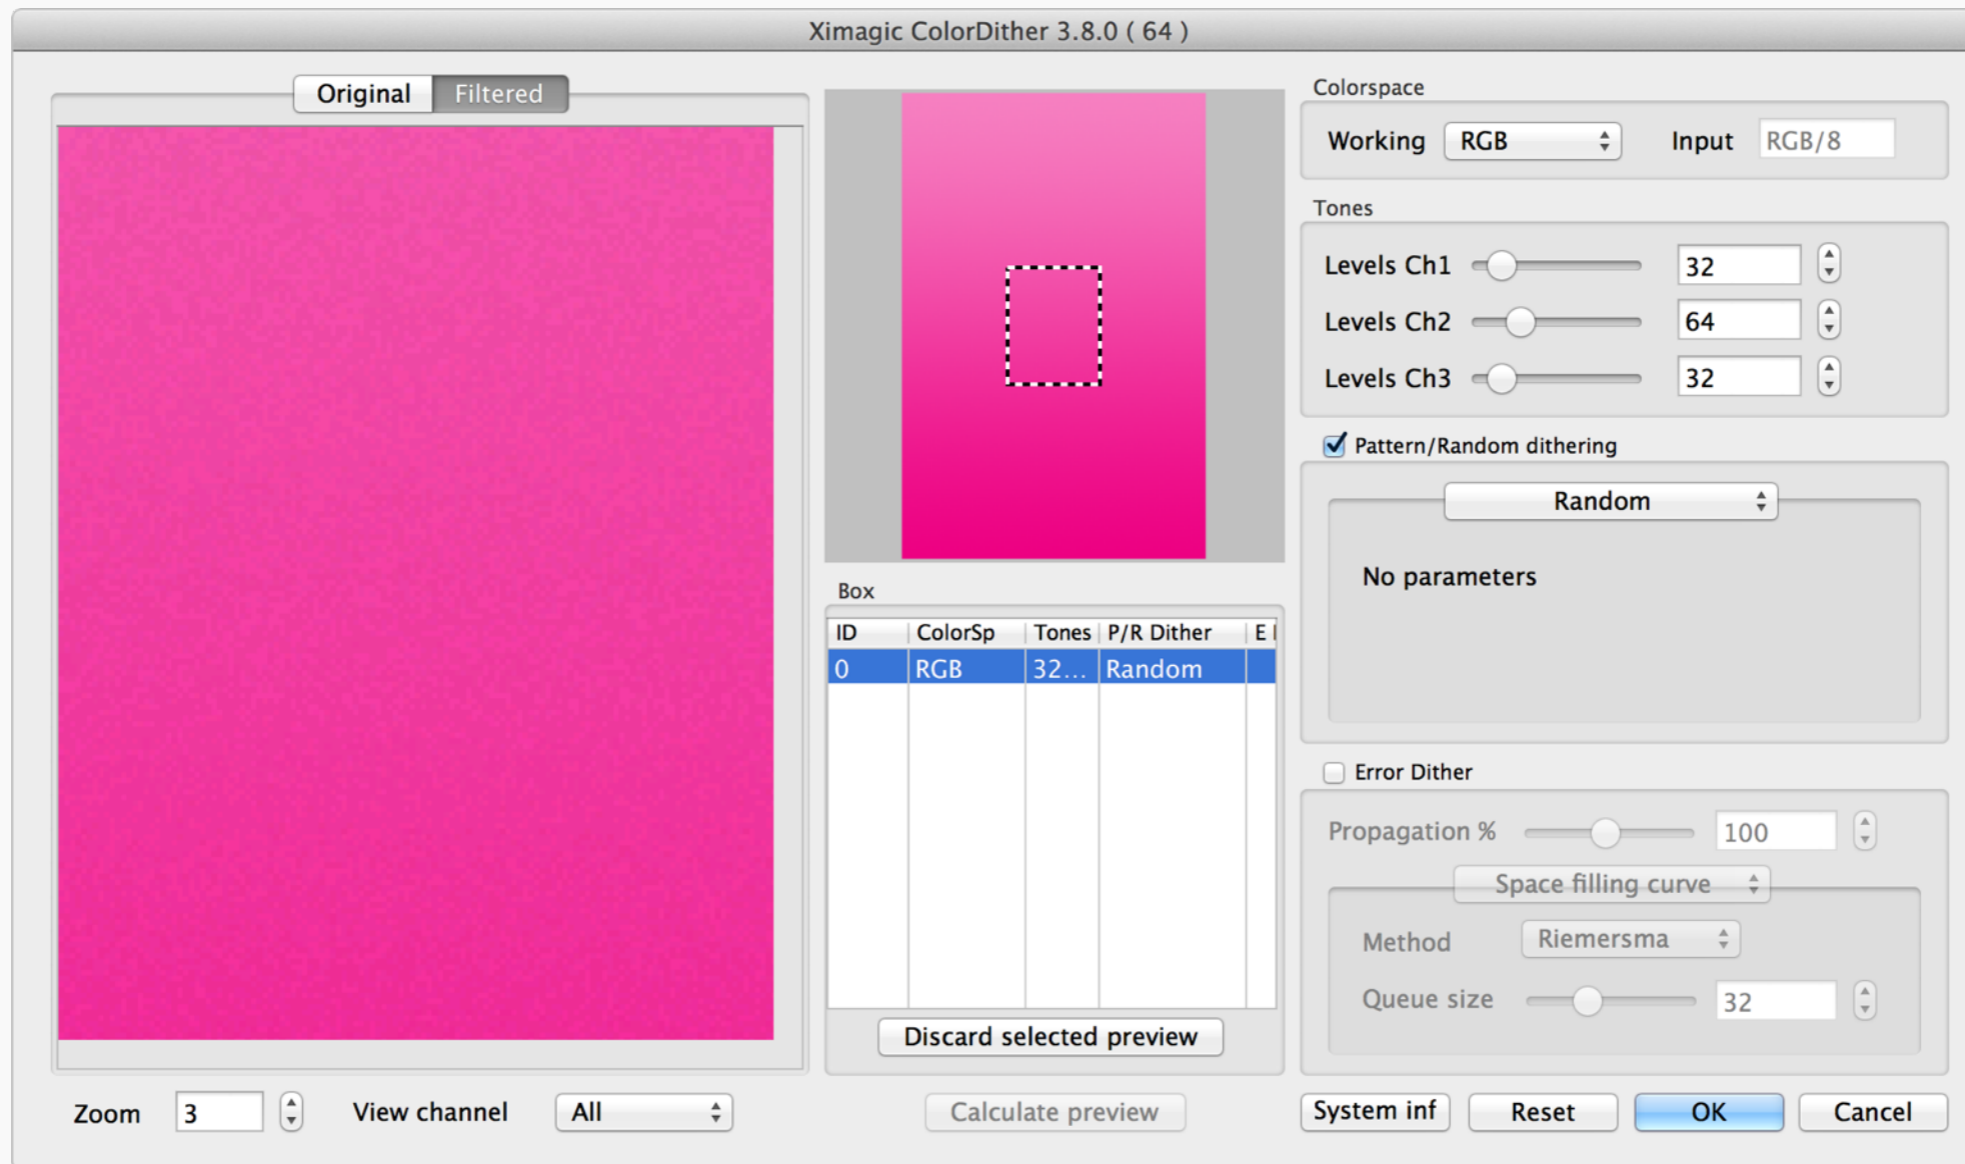 Ximagic ColorDither 3.8.0 ( 64 )
Original Filtered
Colorspace
Working RGB Input RGB/8
Tones
Levels Ch1 32
Levels Ch2 64
Levels Ch3 32
Pattern/Random dithering
Random
No parameters
Box
ID ColorSp Tones P/R Dither E
0 RGB 32... Random
Discard selected preview
Error Dither
Propagation % 100
Space filling curve
Method Riemersma
Queue size 32
Zoom 3 View channel All
Calculate preview
System inf Reset OK Cancel